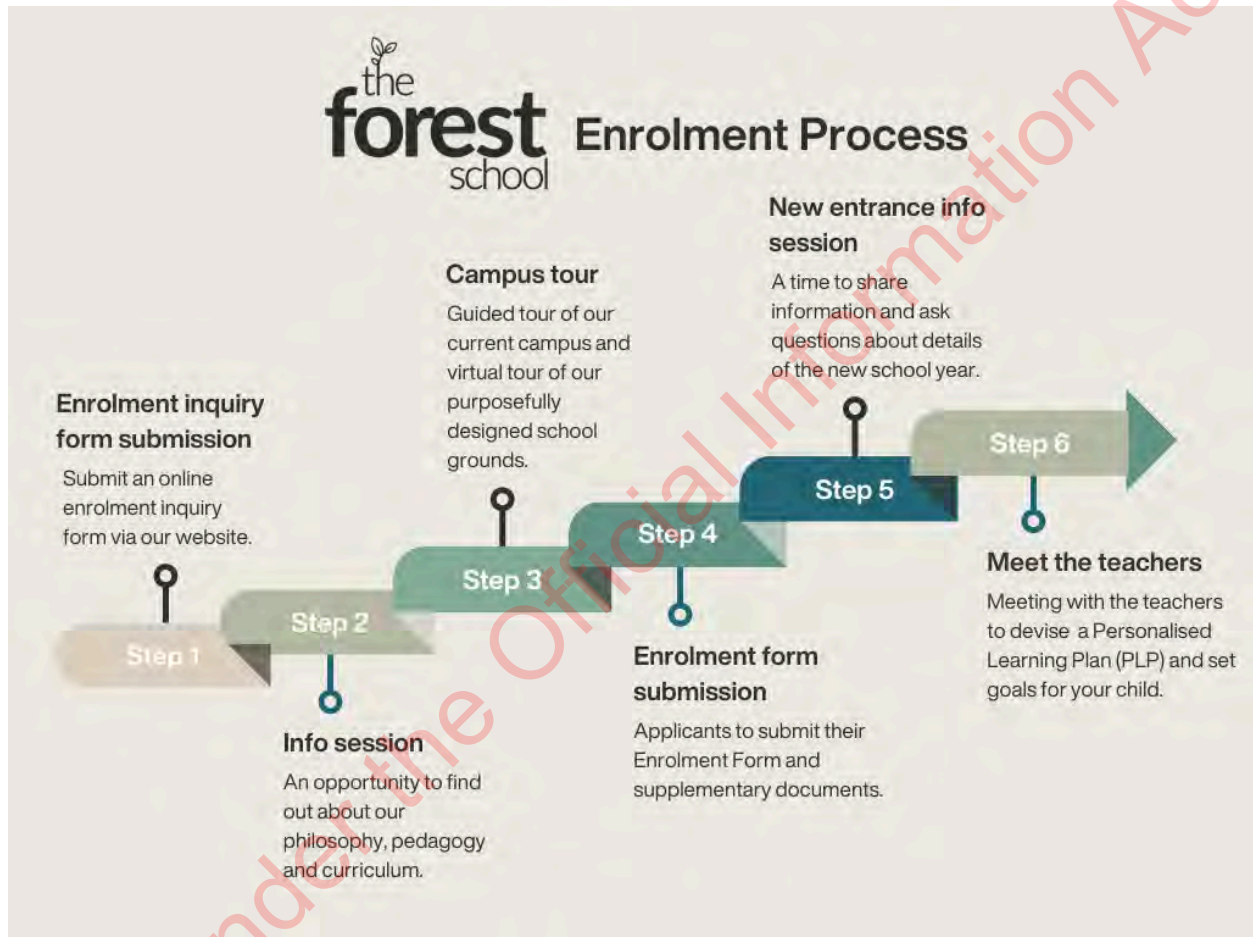 the
forest
school
Enrolment Process
Enrolment inquiry
form submission
Submit an online
enrolment inquiry
form via our website.
Step 1
Step 2
Info session
An opportunity to find
out about our
philosophy, pedagogy
and curriculum.
Campus tour
Guided tour of our
current campus and
virtual tour of our
purposefully
designed school
grounds.
Step 3
Step 4
Enrolment form
submission
Applicants to submit their
Enrolment Form and
supplementary documents.
New entrance info
session
A time to share
information and ask
questions about details
of the new school year.
Step 5
Step 6
Meet the teachers
Meeting with the teachers
to devise a Personalised
Learning Plan (PLP) and set
goals for your child.
the Official Information